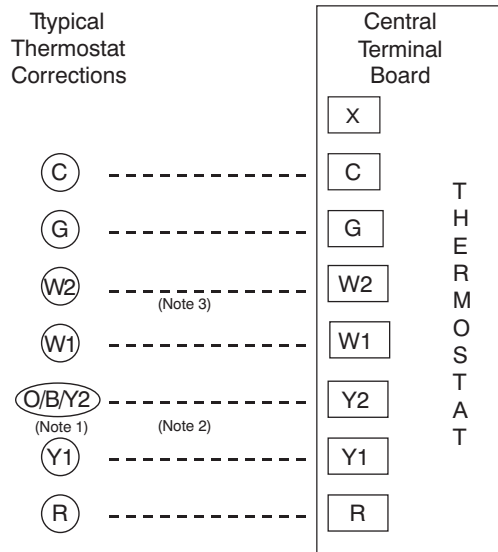 Ttypical
Thermostat
Corrections
Central
Terminal
Board
X
C
C
G
G
W2
(Note 3)
W2
W1
W1
O/B/Y2
(Note 1)
(Note 2)
Y2
Y1
Y1
R
R
THERMOSTAT